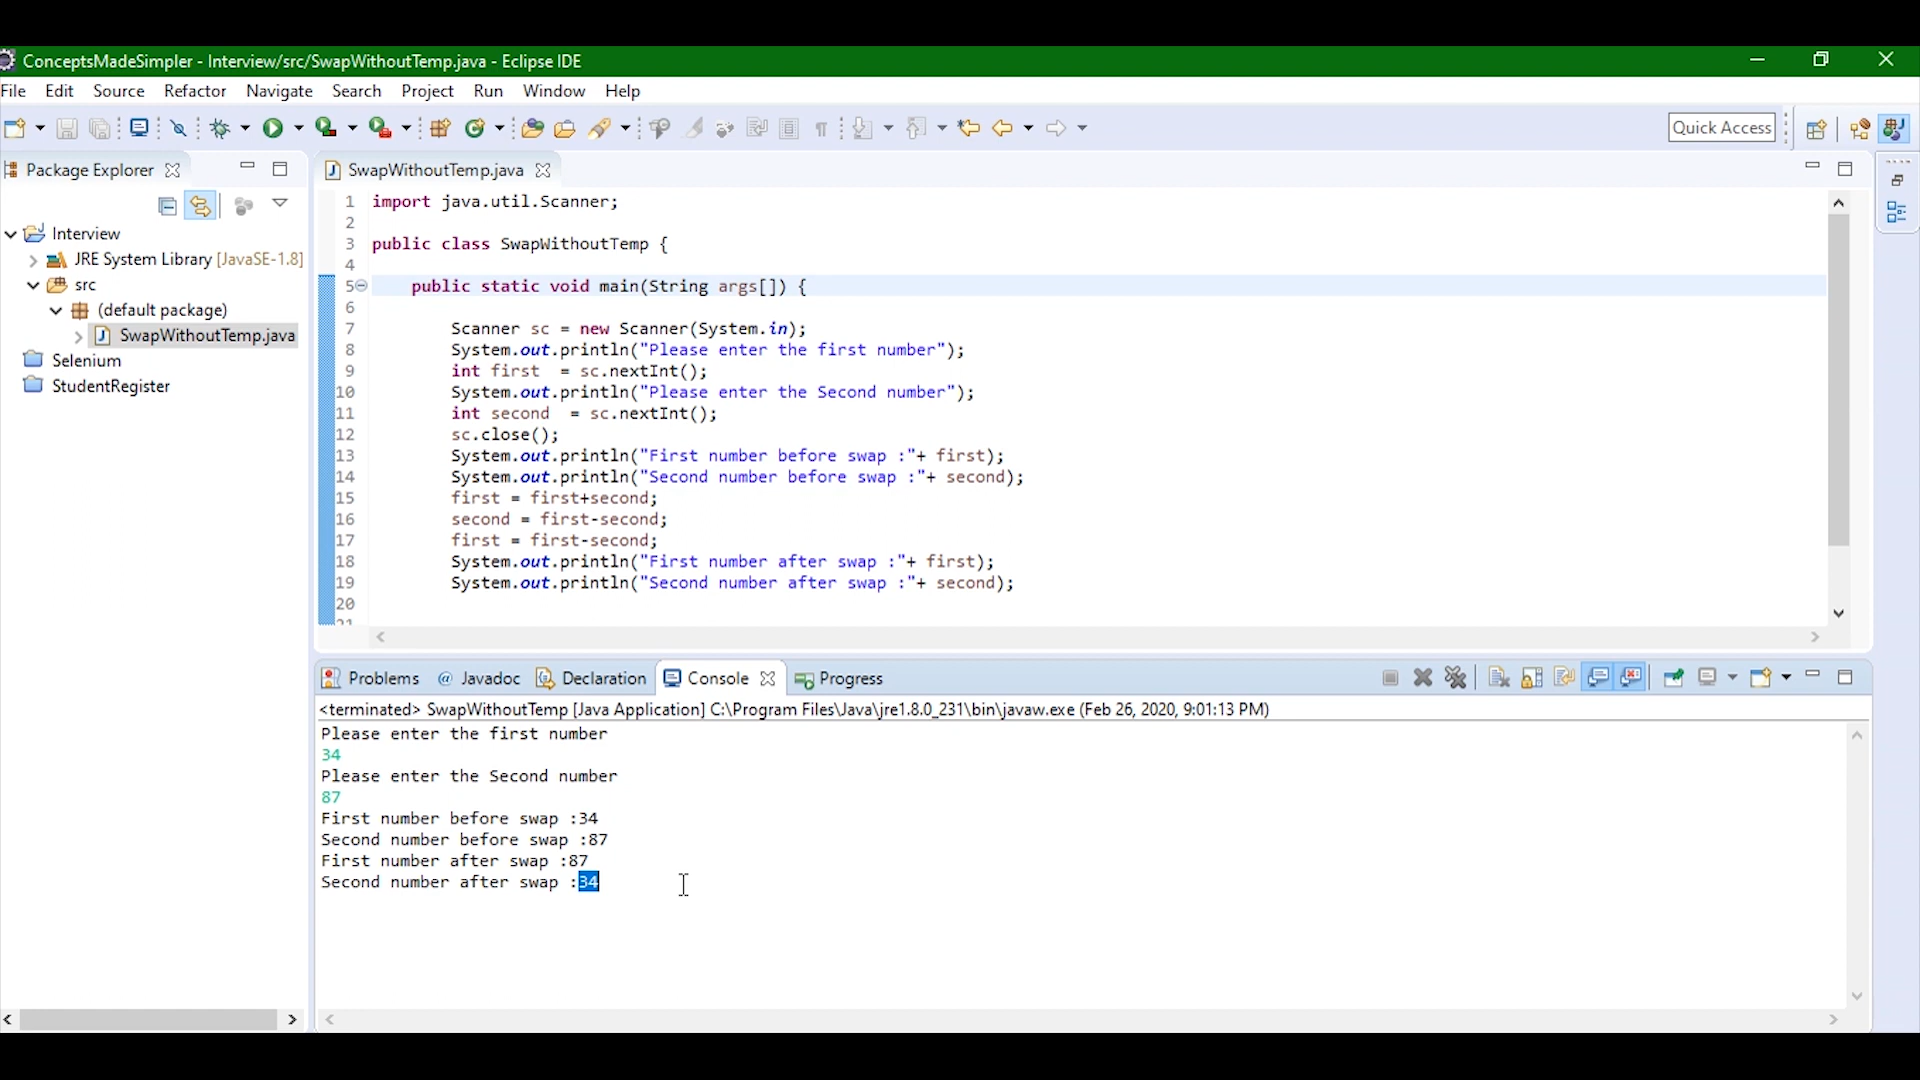 ConceptsMadeSimpler - Interview/src/SwapWithoutTemp.java - Eclipse IDE
File Edit Source Refactor Navigate Search Project Run Window Help
Quick Access
Package Explorer
Interview
JRE System Library [JavaSE-1.8]
src
(default package)
SwapWithoutTemp.java
Selenium
StudentRegister
SwapWithoutTemp.java
1 import java.util.Scanner;
2
3 public class SwapWithoutTemp {
4
5 public static void main(String args[]) {
6
7 Scanner sc = new Scanner(System.in);
8 System.out.println("Please enter the first number");
9 int first  = sc.nextInt();
10 System.out.println("Please enter the Second number");
11 int second  = sc.nextInt();
12 sc.close();
13 System.out.println("First number before swap :"+ first);
14 System.out.println("Second number before swap :"+ second);
15 first = first+second;
16 second = first-second;
17 first = first-second;
18 System.out.println("First number after swap :"+ first);
19 System.out.println("Second number after swap :"+ second);
20
21
Problems @ Javadoc Declaration Console Progress
<terminated> SwapWithoutTemp [Java Application] C:\Program Files\Java\jre1.8.0_231\bin\javaw.exe (Feb 26, 2020, 9:01:13 PM)
Please enter the first number
34
Please enter the Second number
87
First number before swap :34
Second number before swap :87
First number after swap :87
Second number after swap :34